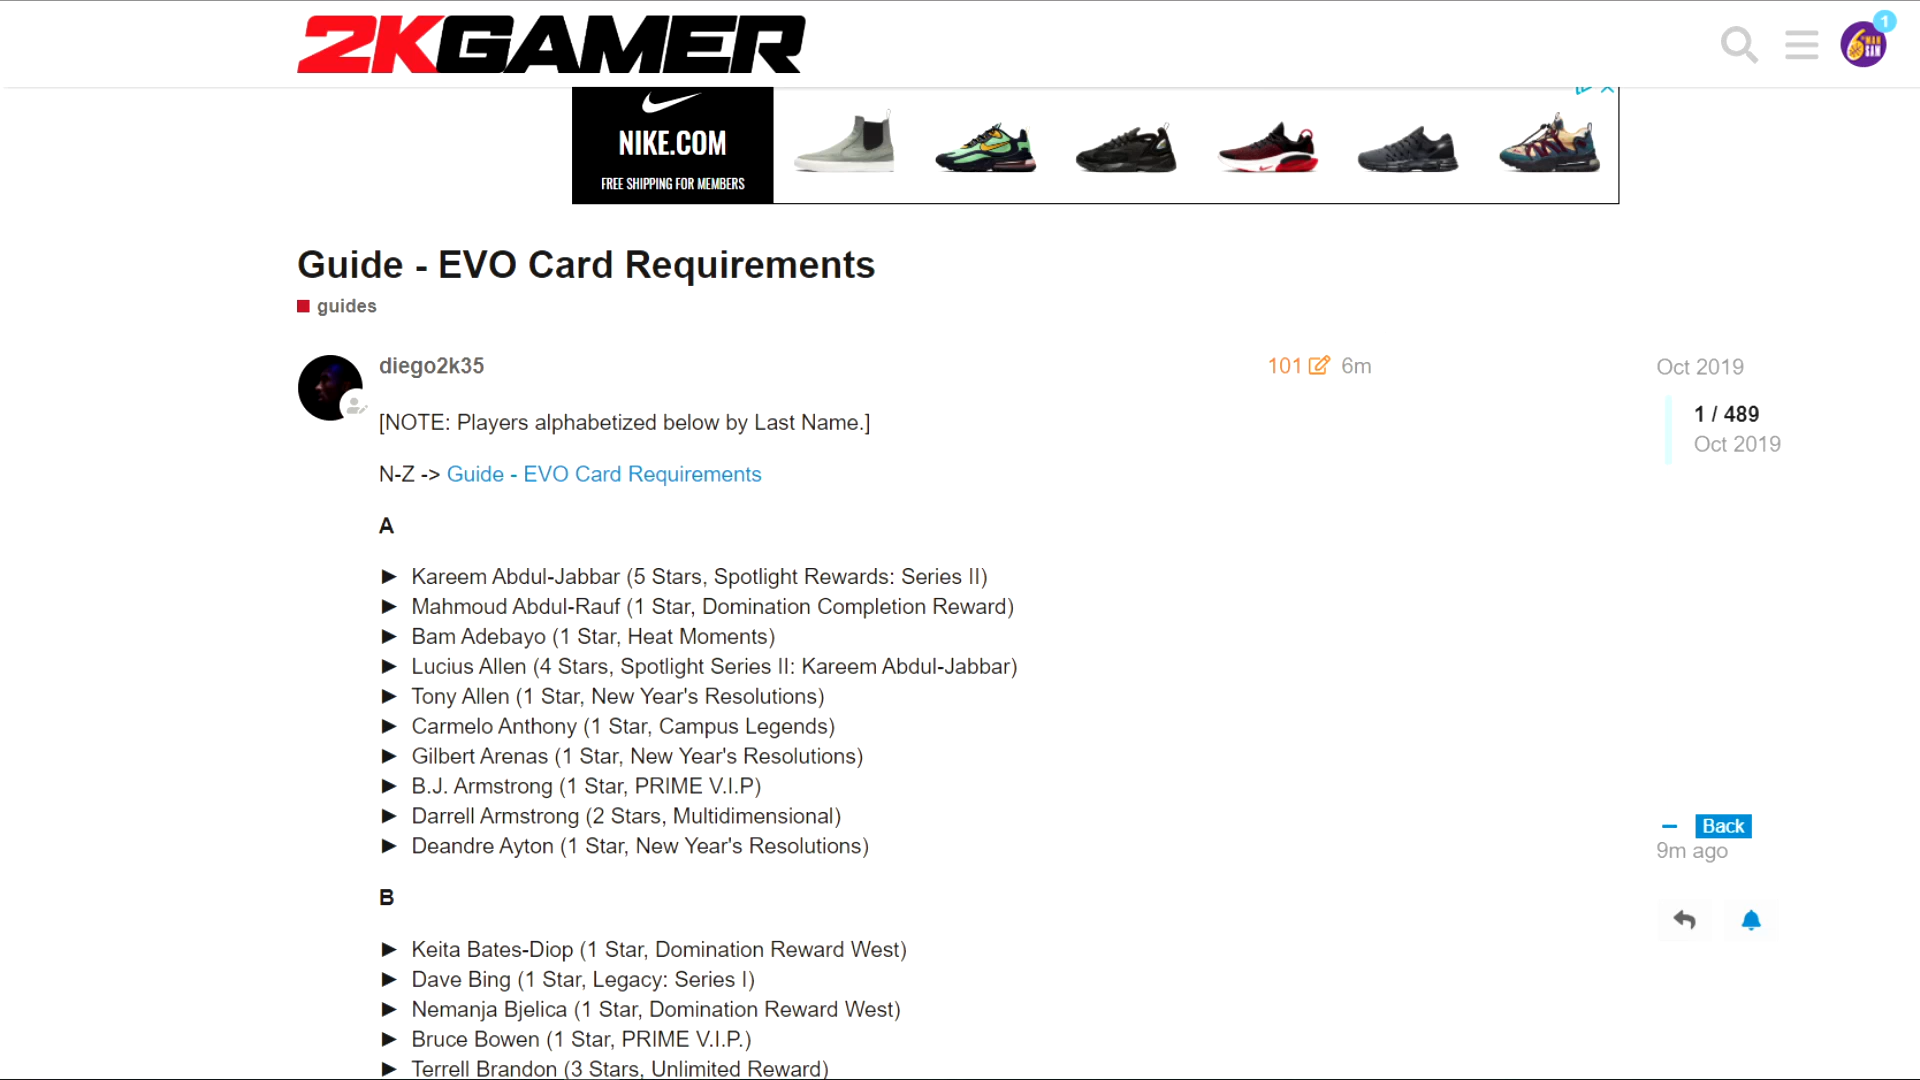 2KGAMER
1
6 MAN
SAM
NIKE.COM
FREE SHIPPING FOR MEMBERS
Guide - EVO Card Requirements
guides
diego2k35
101 6m
Oct 2019
1 / 489
Oct 2019
[NOTE: Players alphabetized below by Last Name.]
N-Z -> Guide - EVO Card Requirements
A
► Kareem Abdul-Jabbar (5 Stars, Spotlight Rewards: Series II)
► Mahmoud Abdul-Rauf (1 Star, Domination Completion Reward)
► Bam Adebayo (1 Star, Heat Moments)
► Lucius Allen (4 Stars, Spotlight Series II: Kareem Abdul-Jabbar)
► Tony Allen (1 Star, New Year's Resolutions)
► Carmelo Anthony (1 Star, Campus Legends)
► Gilbert Arenas (1 Star, New Year's Resolutions)
► B.J. Armstrong (1 Star, PRIME V.I.P)
► Darrell Armstrong (2 Stars, Multidimensional)
► Deandre Ayton (1 Star, New Year's Resolutions)
Back
9m ago
B
► Keita Bates-Diop (1 Star, Domination Reward West)
► Dave Bing (1 Star, Legacy: Series I)
► Nemanja Bjelica (1 Star, Domination Reward West)
► Bruce Bowen (1 Star, PRIME V.I.P.)
► Terrell Brandon (3 Stars, Unlimited Reward)